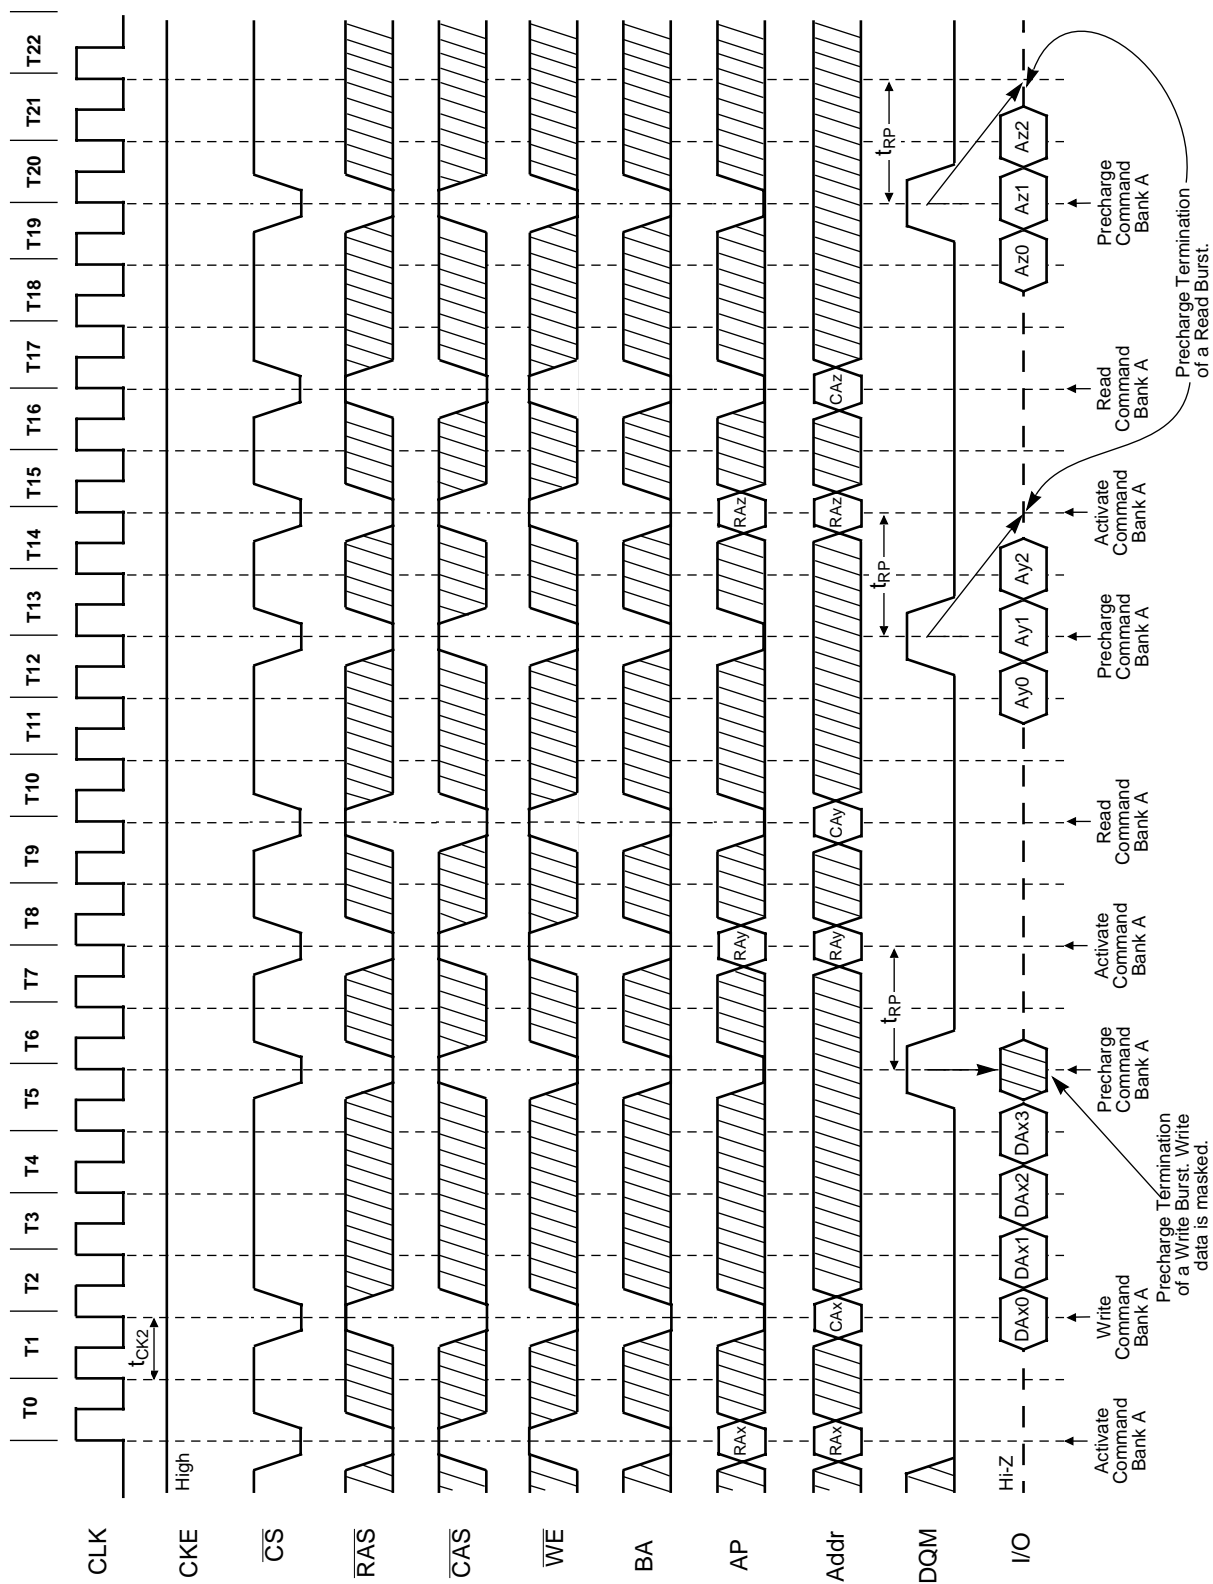 T0 T1 T2 T3 T4 T5 T6 T7 T8 T9 T10 T11 T12 T13 T14 T15 T16 T17 T18 T19 T20 T21 T22
CLK
tCK2
CKE
High
CS
RAS
CAS
WE
BA
AP
RAx RAy RAz
Addr
RAx CAx RAy CAy RAz CAz
DQM
tRP tRP tRP
I/O
Hi-Z
DAx0 DAx1 DAx2 DAx3 Ay0 Ay1 Ay2 Az0 Az1 Az2
Activate
Command
Bank A
Write
Command
Bank A
Precharge
Command
Bank A
Activate
Command
Bank A
Read
Command
Bank A
Precharge
Command
Bank A
Activate
Command
Bank A
Read
Command
Bank A
Precharge
Command
Bank A
Precharge Termination
of a Write Burst. Write
data is masked.
Precharge Termination
of a Read Burst.